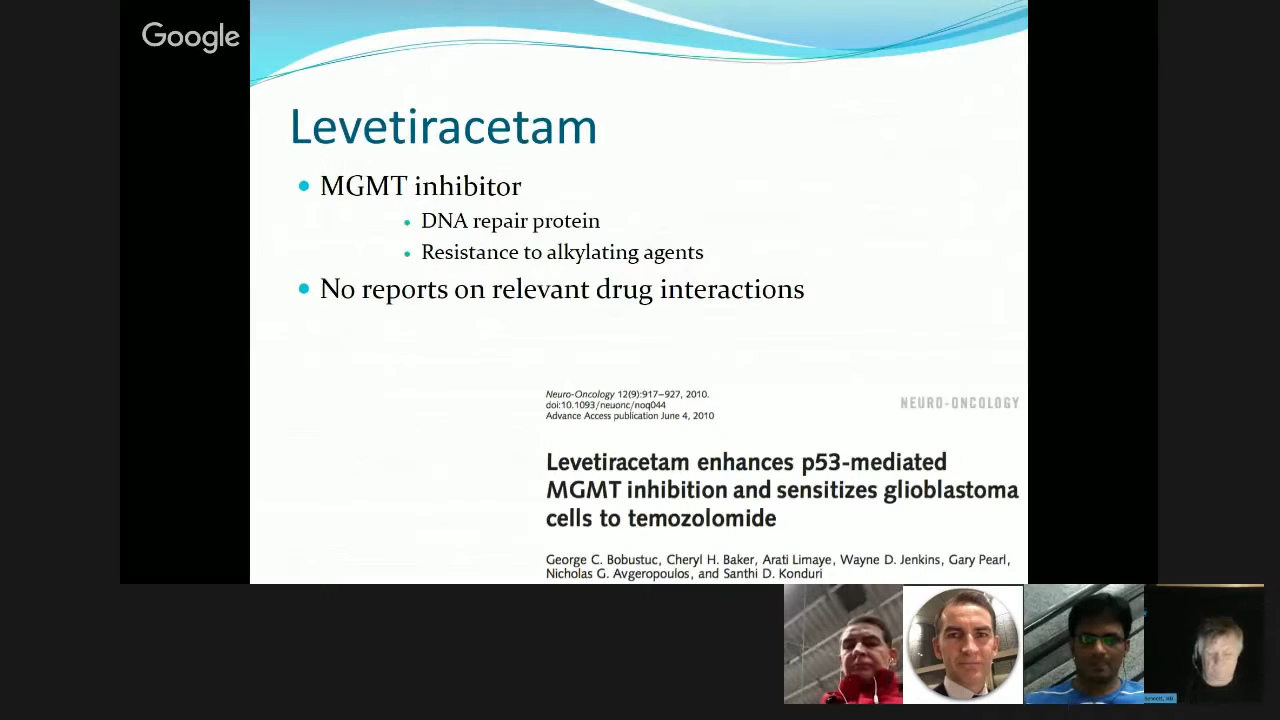 Google
Levetiracetam
MGMT inhibitor
DNA repair protein
Resistance to alkylating agents
No reports on relevant drug interactions
Neuro-Oncology 12(9):917–927, 2010.
doi:10.1093/neuonc/noq044
Advance Access publication June 4, 2010
NEURO-ONCOLOGY
Levetiracetam enhances p53-mediated
MGMT inhibition and sensitizes glioblastoma
cells to temozolomide
George C. Bobustuc, Cheryl H. Baker, Arati Limaye, Wayne D. Jenkins, Gary Pearl,
Nicholas G. Avgeropoulos, and Santhi D. Konduri